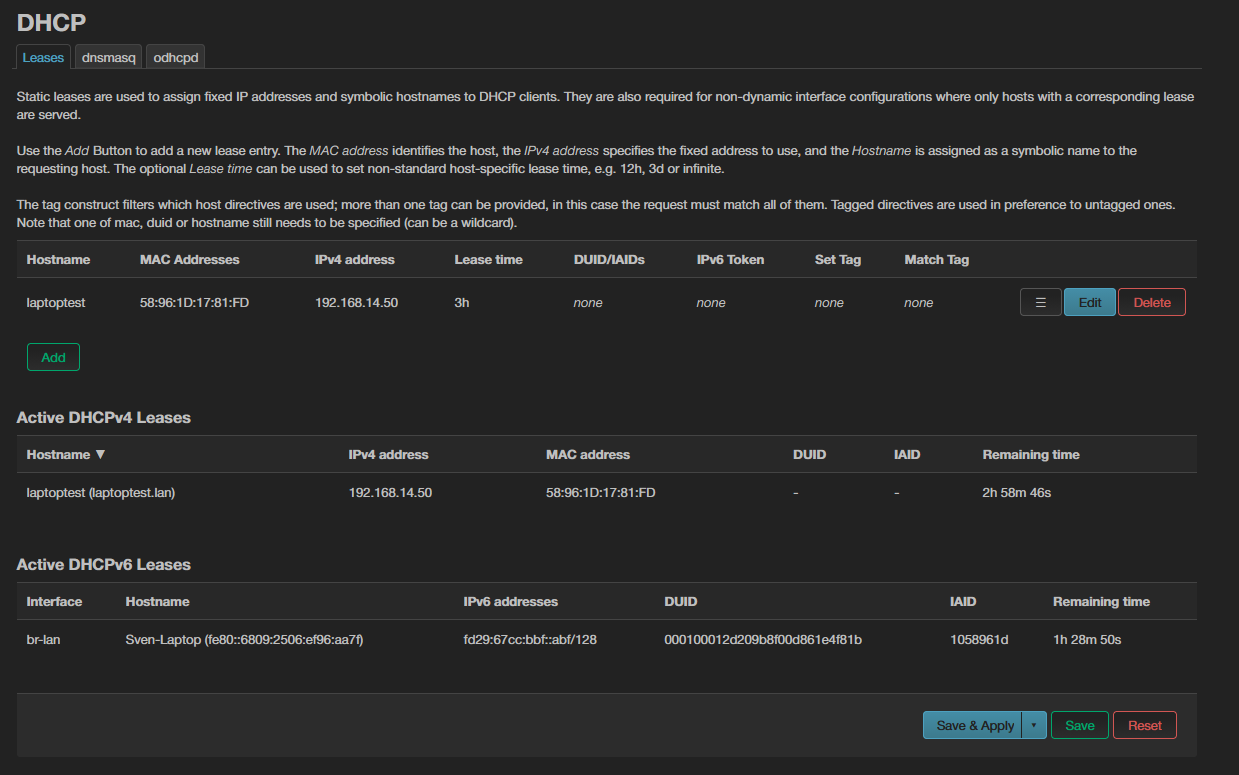 DHCP
Leases dnsmasq odhcpd
Static leases are used to assign fixed IP addresses and symbolic hostnames to DHCP clients. They are also required for non-dynamic interface configurations where only hosts with a corresponding lease
are served.
Use the Add Button to add a new lease entry. The MAC address identifies the host, the IPv4 address specifies the fixed address to use, and the Hostname is assigned as a symbolic name to the
requesting host. The optional Lease time can be used to set non-standard host-specific lease time, e.g. 12h, 3d or infinite.
The tag construct filters which host directives are used; more than one tag can be provided, in this case the request must match all of them. Tagged directives are used in preference to untagged ones.
Note that one of mac, duid or hostname still needs to be specified (can be a wildcard).
Hostname MAC Addresses IPv4 address Lease time DUID/IAIDs IPv6 Token Set Tag Match Tag
laptoptest 58:96:1D:17:81:FD 192.168.14.50 3h none none none none ☰ Edit Delete
Add
Active DHCPv4 Leases
Hostname ▼ IPv4 address MAC address DUID IAID Remaining time
laptoptest (laptoptest.lan) 192.168.14.50 58:96:1D:17:81:FD - - 2h 58m 46s
Active DHCPv6 Leases
Interface Hostname IPv6 addresses DUID IAID Remaining time
br-lan Sven-Laptop (fe80::6809:2506:ef96:aa7f) fd29:67cc:bbf::abf/128 000100012d209b8f00d861e4f81b 1058961d 1h 28m 50s
Save & Apply ▾ Save Reset